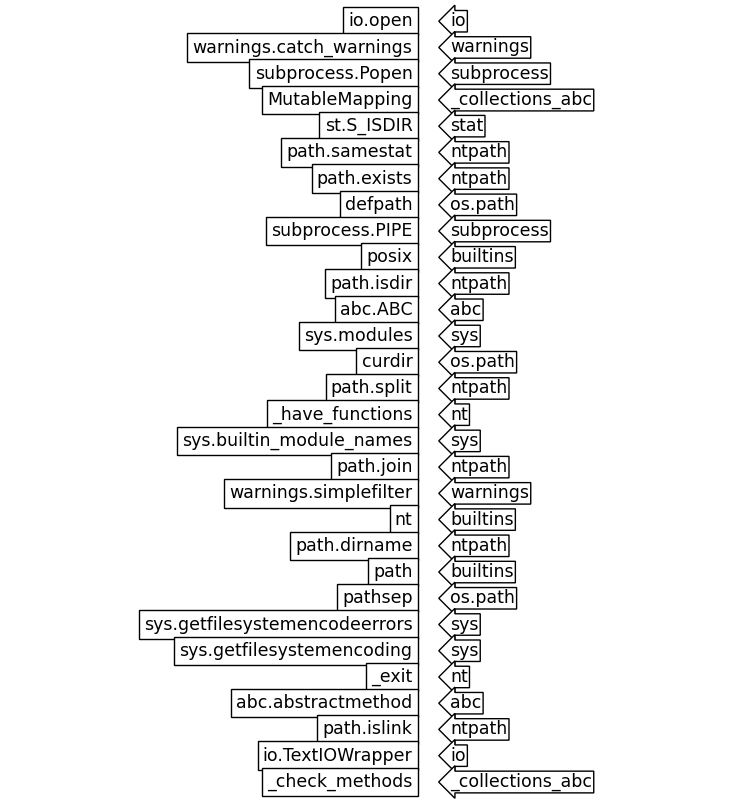 io.open io
warnings.catch_warnings warnings
subprocess.Popen subprocess
MutableMapping _collections_abc
st.S_ISDIR stat
path.samestat ntpath
path.exists ntpath
defpath os.path
subprocess.PIPE subprocess
posix builtins
path.isdir ntpath
abc.ABC abc
sys.modules sys
curdir os.path
path.split ntpath
_have_functions nt
sys.builtin_module_names sys
path.join ntpath
warnings.simplefilter warnings
nt builtins
path.dirname ntpath
path builtins
pathsep os.path
sys.getfilesystemencodeerrors sys
sys.getfilesystemencoding sys
_exit nt
abc.abstractmethod abc
path.islink ntpath
io.TextIOWrapper io
_check_methods _collections_abc